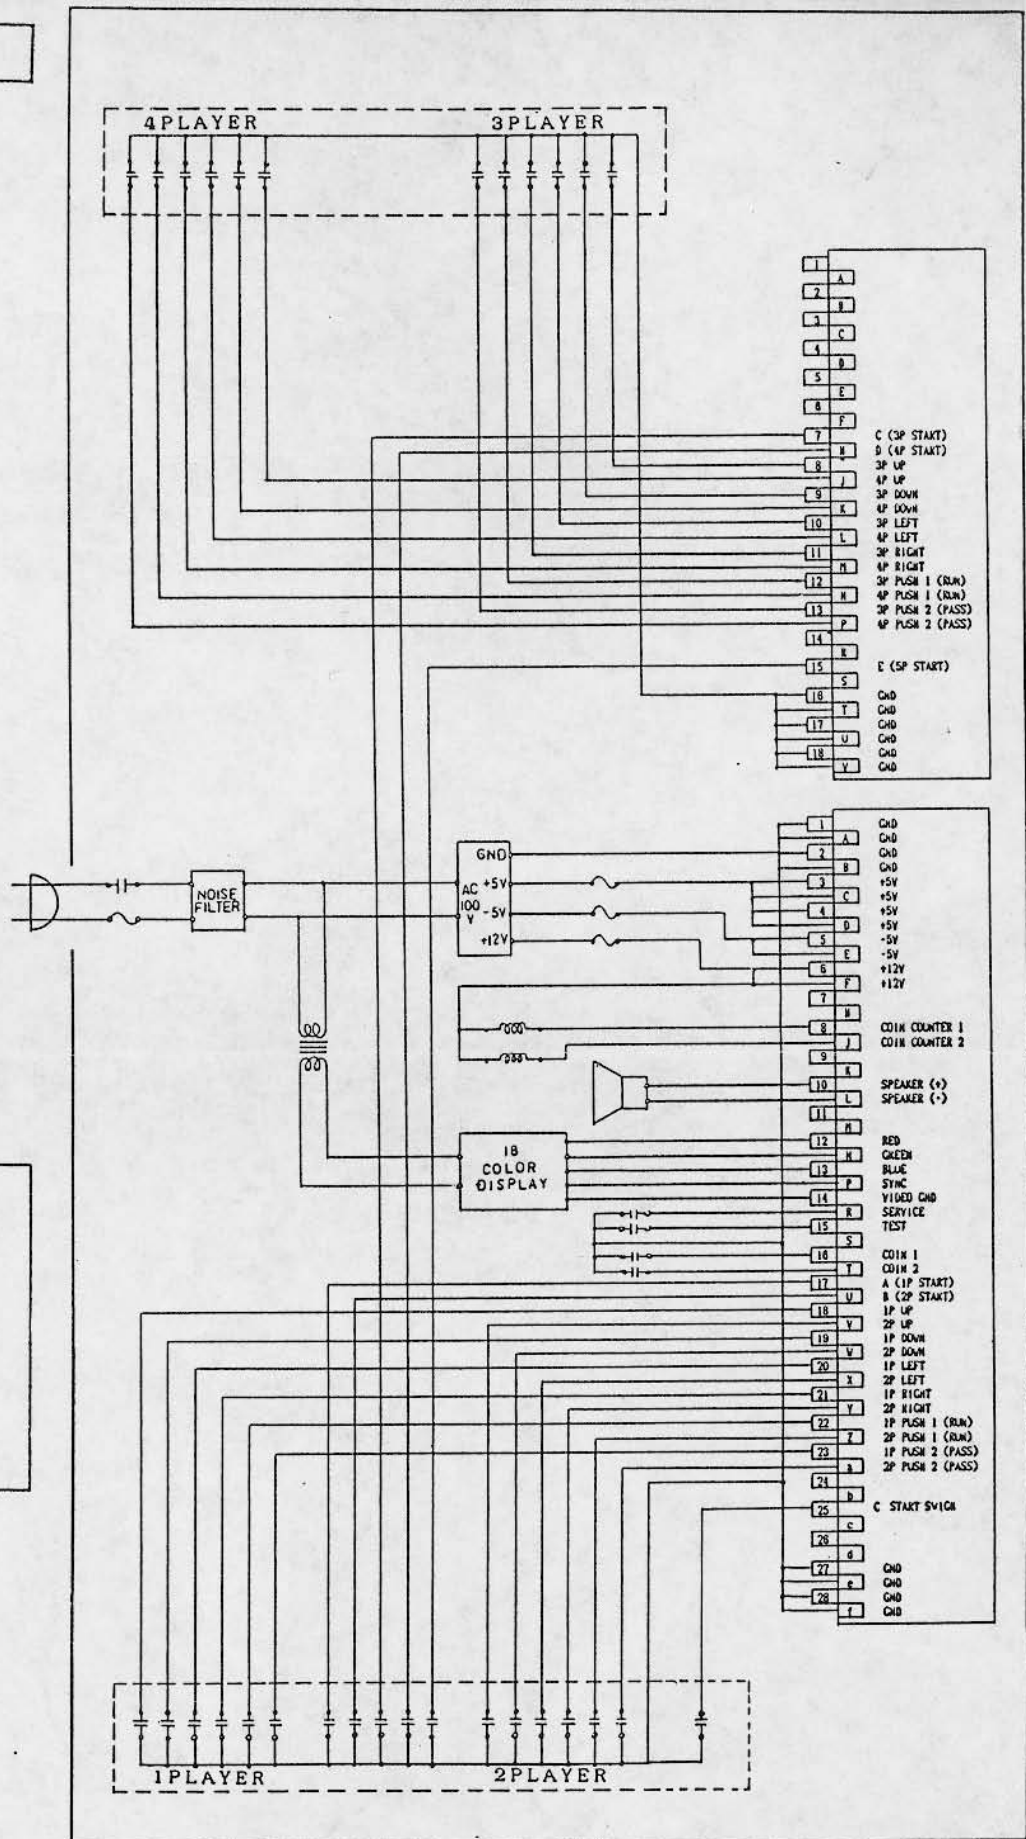 4PLAYER
3PLAYER
1
A
2
B
3
C
4
D
5
E
6
F
7 C (3P START)
H D (4P START)
8 3P UP
J 4P UP
9 3P DOWN
K 4P DOWN
10 3P LEFT
L 4P LEFT
11 3P RIGHT
M 4P RIGHT
12 3P PUSH 1 (RUN)
N 4P PUSH 1 (RUN)
13 3P PUSH 2 (PASS)
P 4P PUSH 2 (PASS)
14
R
15 E (5P START)
S
16 GND
T GND
17 GND
U GND
18 GND
V GND
NOISE
FILTER
AC
100
V
GND
+5V
-5V
+12V
1 GND
A GND
2 GND
B GND
3 +5V
C +5V
4 +5V
D +5V
5 -5V
E -5V
6 +12V
F +12V
7
H
8 COIN COUNTER 1
J COIN COUNTER 2
9
K
10 SPEAKER (+)
L SPEAKER (-)
11
M
18
COLOR
DISPLAY
12 RED
N GREEN
13 BLUE
P SYNC
14 VIDEO GND
R SERVICE
15 TEST
S
16 COIN 1
T COIN 2
17 A (1P START)
U B (2P START)
18 1P UP
V 2P UP
19 1P DOWN
W 2P DOWN
20 1P LEFT
X 2P LEFT
21 1P RIGHT
Y 2P RIGHT
22 1P PUSH 1 (RUN)
Z 2P PUSH 1 (RUN)
23 1P PUSH 2 (PASS)
a 2P PUSH 2 (PASS)
24
b
25 C START SWICH
c
26
d
27 GND
e GND
28 GND
f GND
1PLAYER
2PLAYER